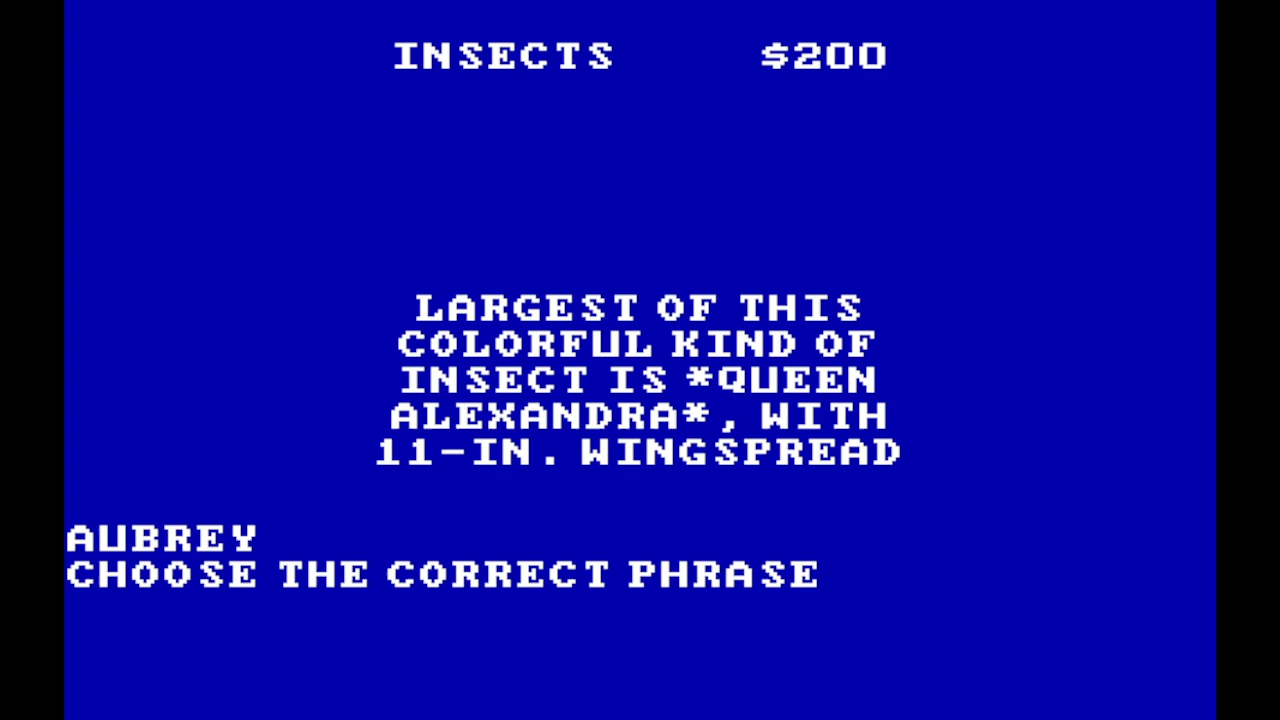 INSECTS $200
LARGEST OF THIS
COLORFUL KIND OF
INSECT IS *QUEEN
ALEXANDRA*, WITH
11-IN. WINGSPREAD
AUBREY
CHOOSE THE CORRECT PHRASE